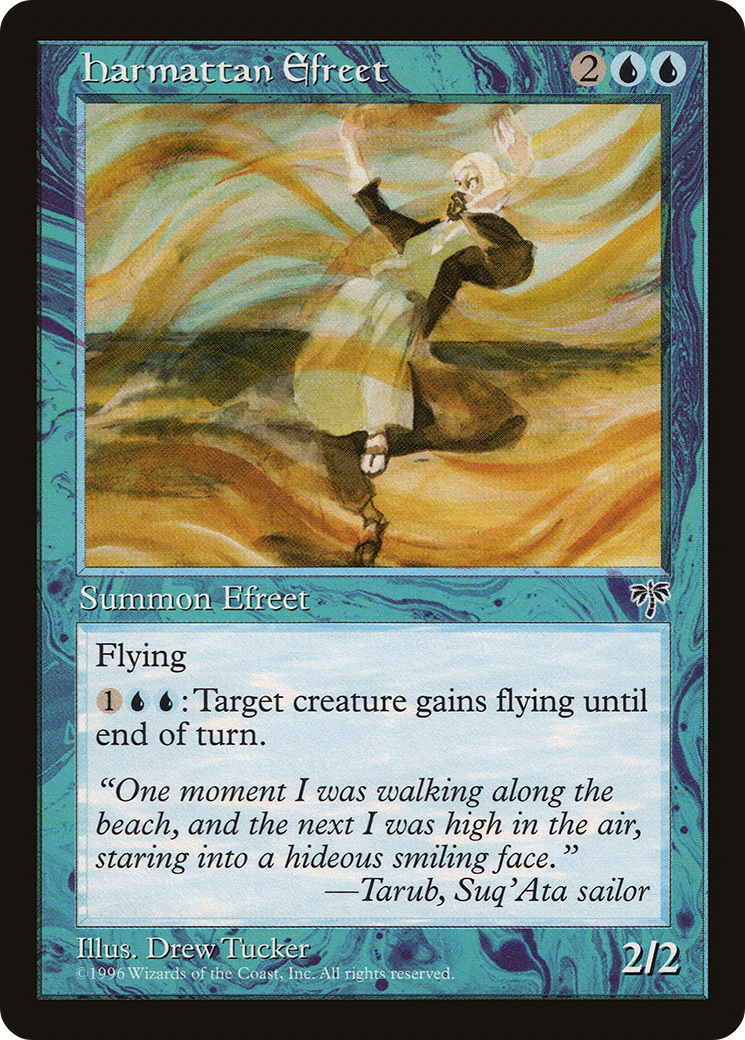 Harmattan Efreet 2
Summon Efreet
Flying
1 : Target creature gains flying until
end of turn.
“One moment I was walking along the
beach, and the next I was high in the air,
staring into a hideous smiling face.”
—Tarub, Suq’Ata sailor
Illus. Drew Tucker
©1996 Wizards of the Coast, Inc. All rights reserved.
2/2